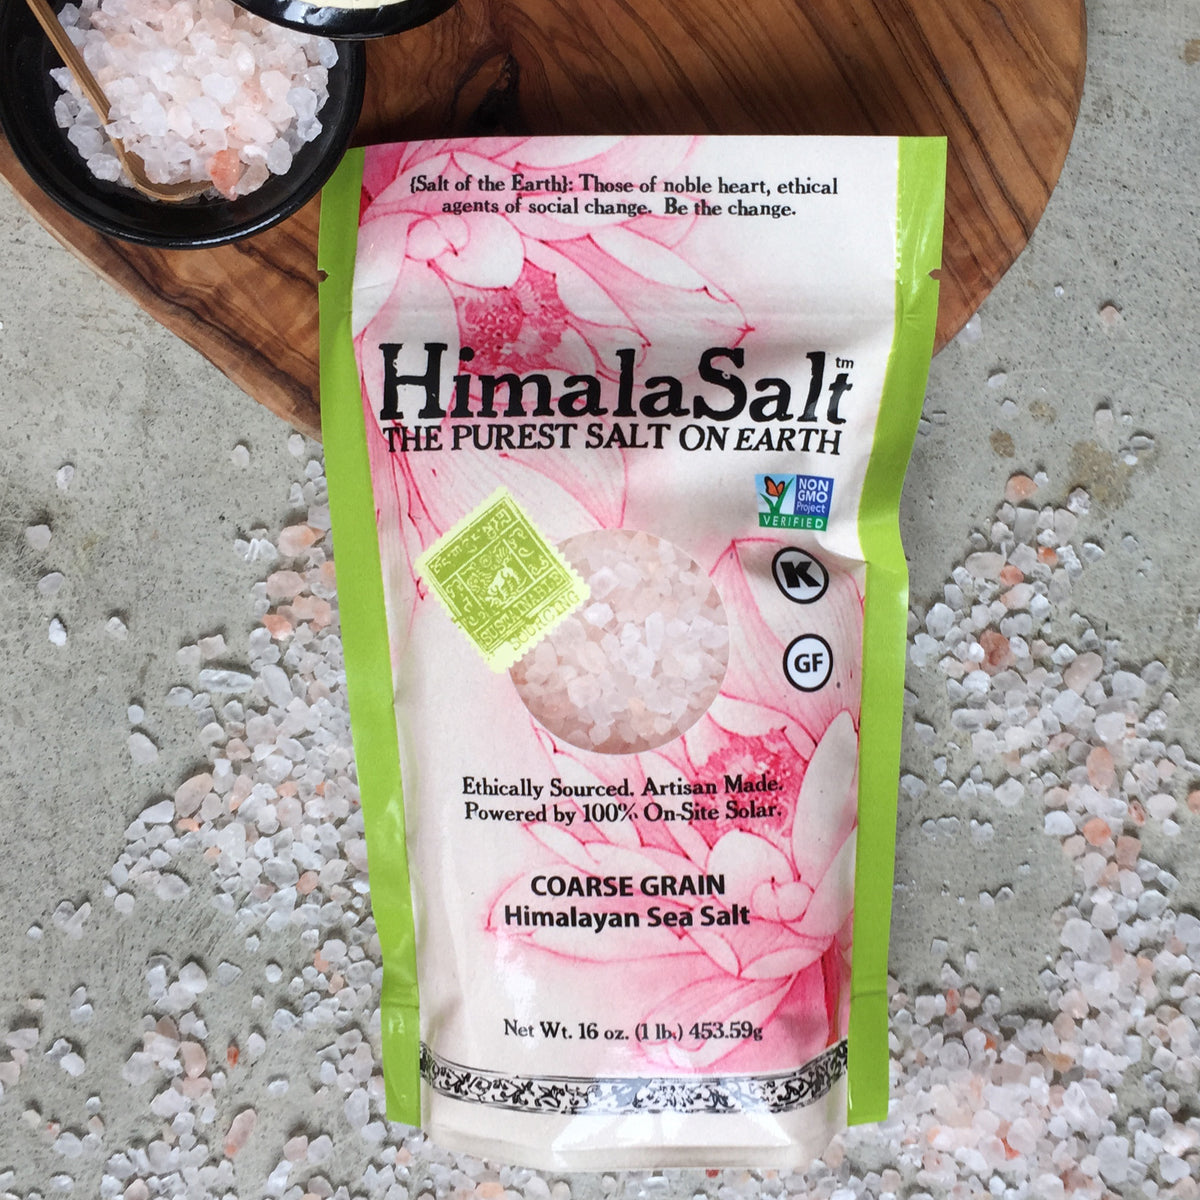 {Salt of the Earth}: Those of noble heart, ethical
agents of social change. Be the change.
HimalaSalt™
THE PUREST SALT ON EARTH
NON
GMO
Project
VERIFIED
K
GF
SUSTAINABLE
SOURCING
Ethically Sourced. Artisan Made.
Powered by 100% On-Site Solar.
COARSE GRAIN
Himalayan Sea Salt
Net Wt. 16 oz. (1 lb.) 453.59g